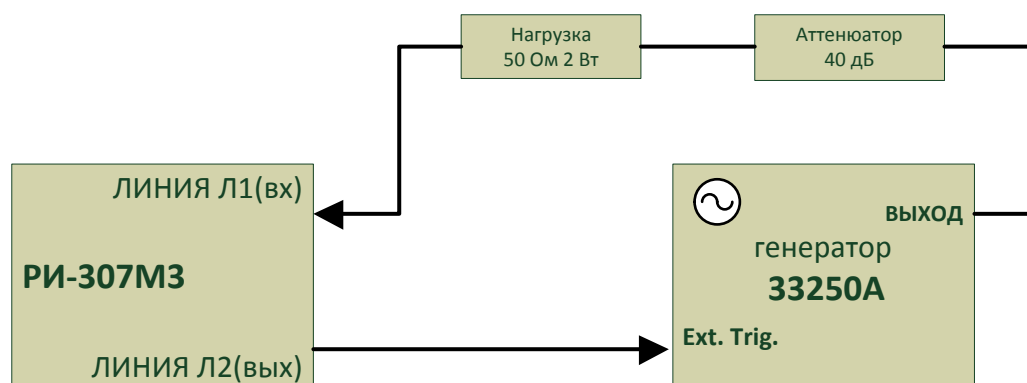 Нагрузка
50 Ом 2 Вт
Аттенюатор
40 дБ
ЛИНИЯ Л1(вх)
РИ-307М3
ЛИНИЯ Л2(вых)
ВЫХОД
генератор
33250А
Ext. Trig.